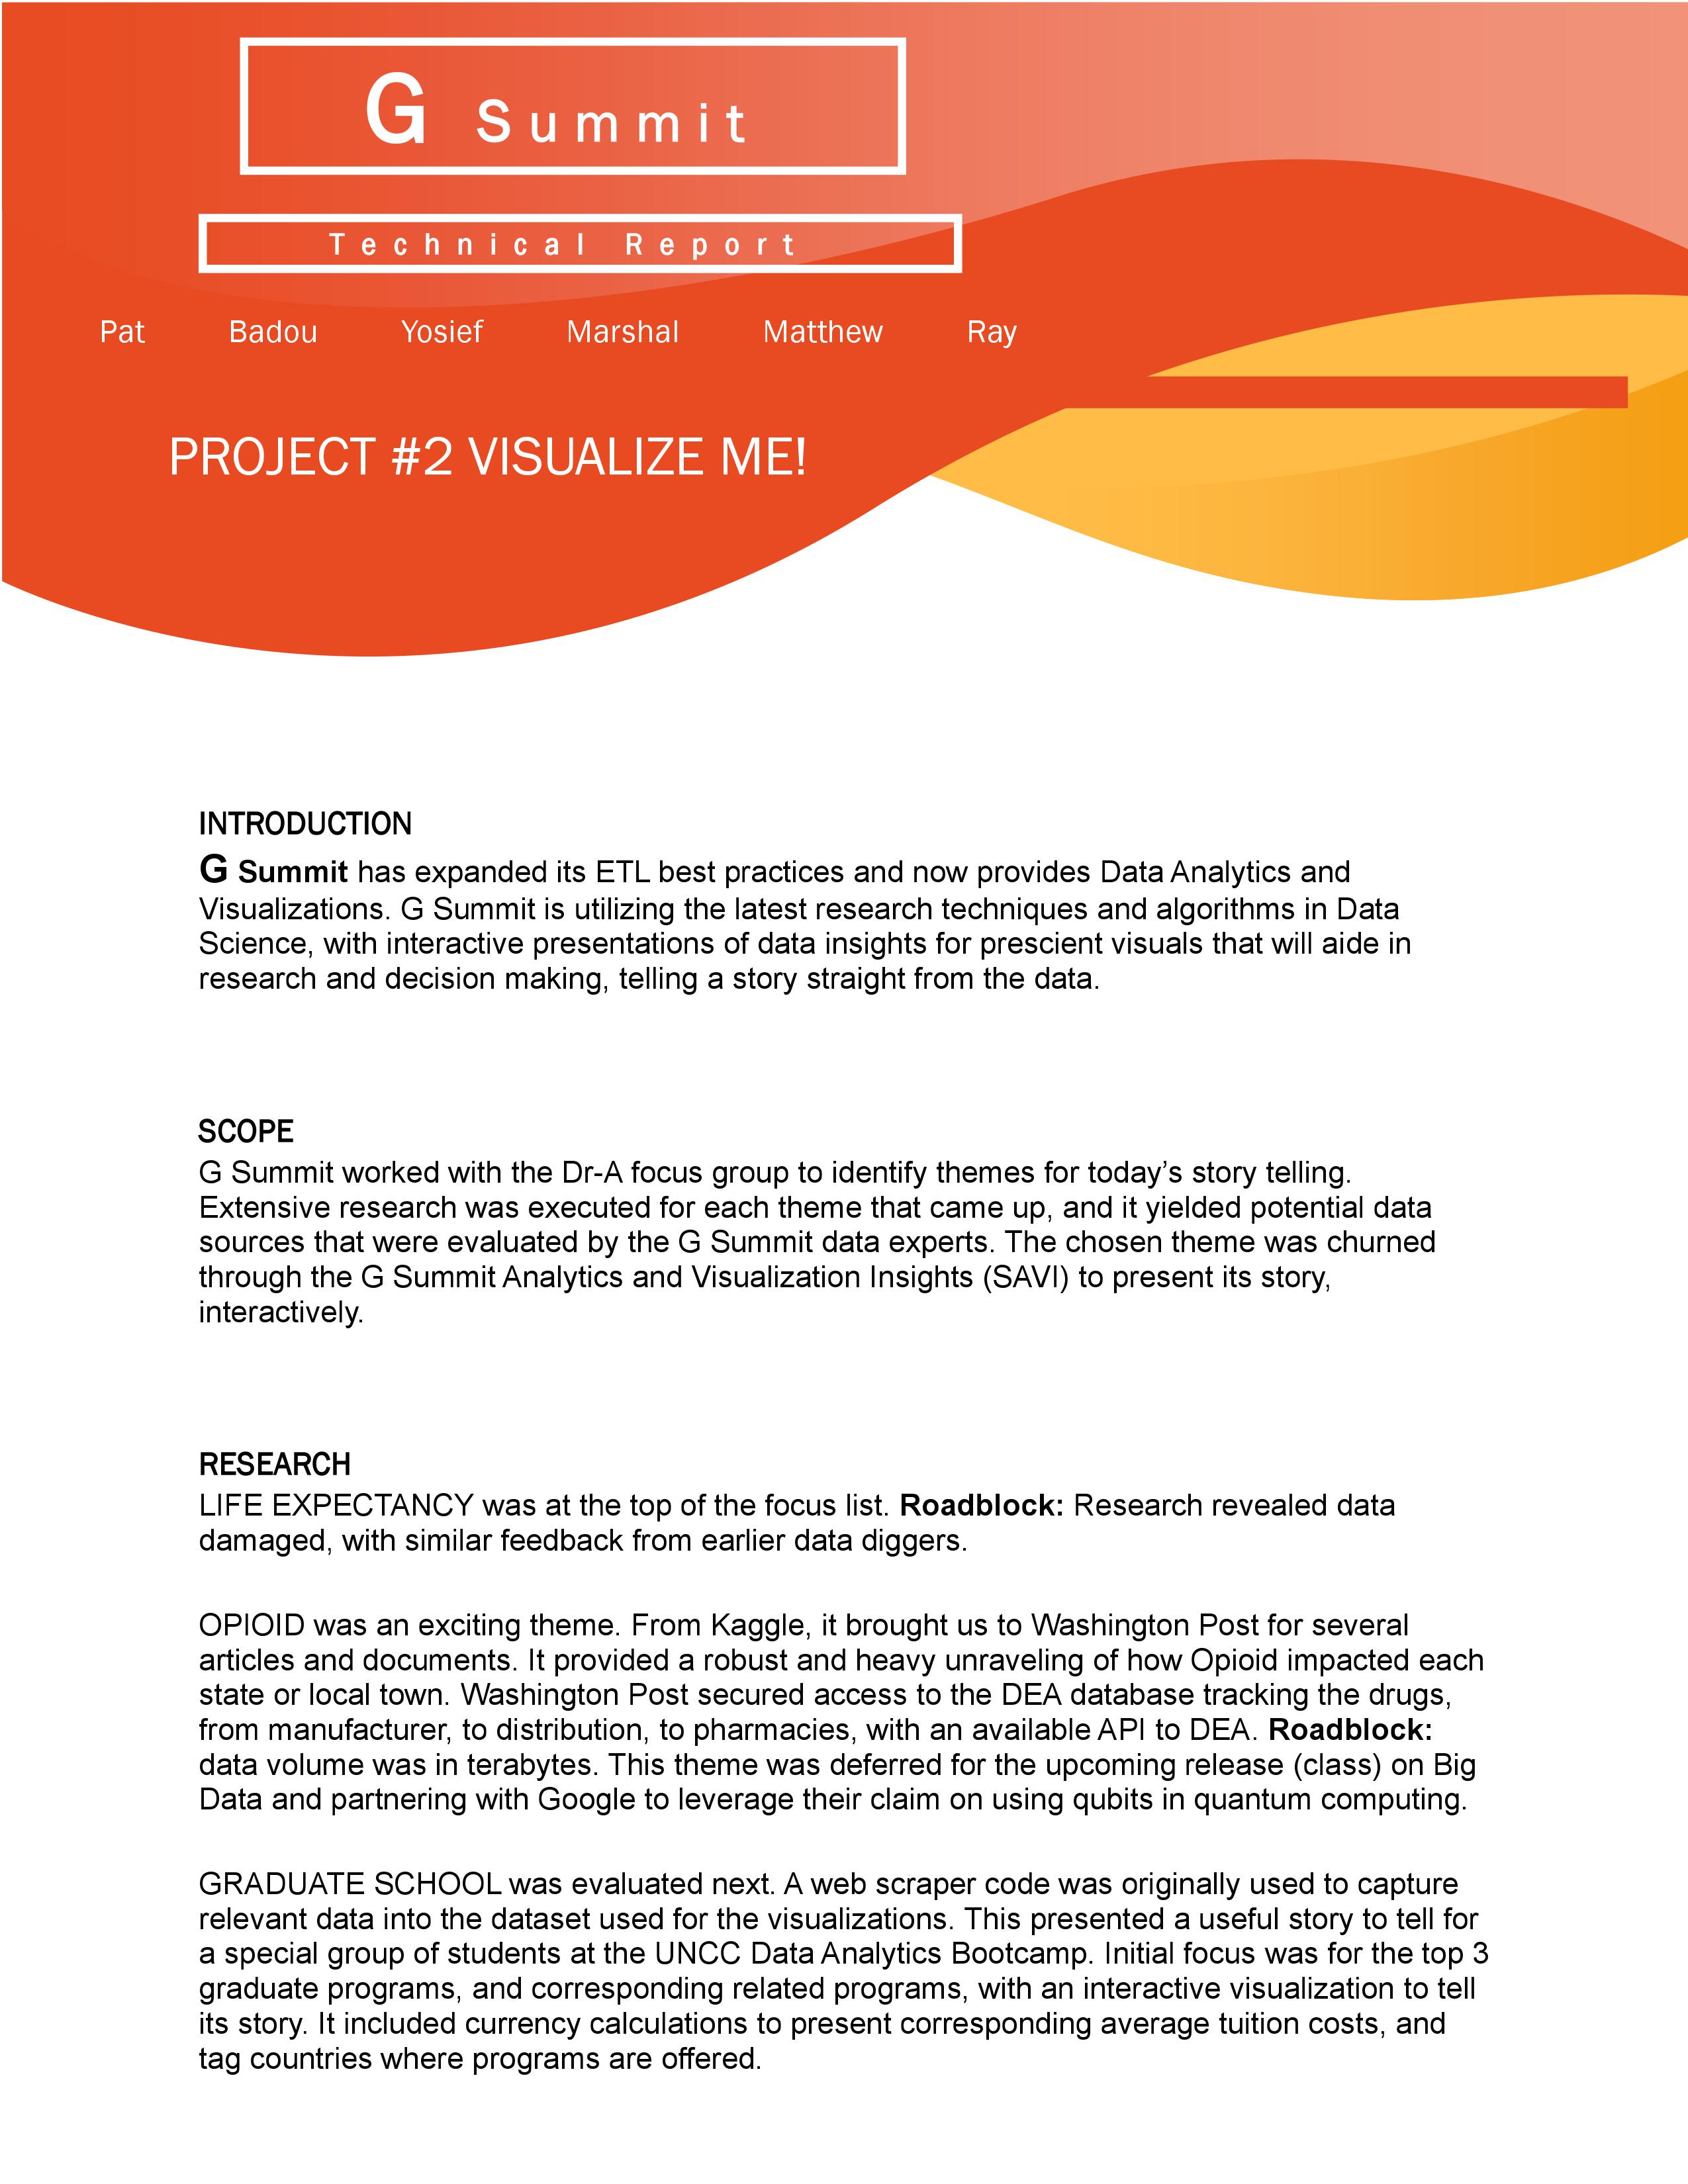 G Summit
Technical Report
Pat Badou Yosief Marshal Matthew Ray
PROJECT #2 VISUALIZE ME!
INTRODUCTION
G Summit has expanded its ETL best practices and now provides Data Analytics and
Visualizations. G Summit is utilizing the latest research techniques and algorithms in Data
Science, with interactive presentations of data insights for prescient visuals that will aide in
research and decision making, telling a story straight from the data.
SCOPE
G Summit worked with the Dr-A focus group to identify themes for today’s story telling.
Extensive research was executed for each theme that came up, and it yielded potential data
sources that were evaluated by the G Summit data experts. The chosen theme was churned
through the G Summit Analytics and Visualization Insights (SAVI) to present its story,
interactively.
RESEARCH
LIFE EXPECTANCY was at the top of the focus list. Roadblock: Research revealed data
damaged, with similar feedback from earlier data diggers.
OPIOID was an exciting theme. From Kaggle, it brought us to Washington Post for several
articles and documents. It provided a robust and heavy unraveling of how Opioid impacted each
state or local town. Washington Post secured access to the DEA database tracking the drugs,
from manufacturer, to distribution, to pharmacies, with an available API to DEA. Roadblock:
data volume was in terabytes. This theme was deferred for the upcoming release (class) on Big
Data and partnering with Google to leverage their claim on using qubits in quantum computing.
GRADUATE SCHOOL was evaluated next. A web scraper code was originally used to capture
relevant data into the dataset used for the visualizations. This presented a useful story to tell for
a special group of students at the UNCC Data Analytics Bootcamp. Initial focus was for the top 3
graduate programs, and corresponding related programs, with an interactive visualization to tell
its story. It included currency calculations to present corresponding average tuition costs, and
tag countries where programs are offered.